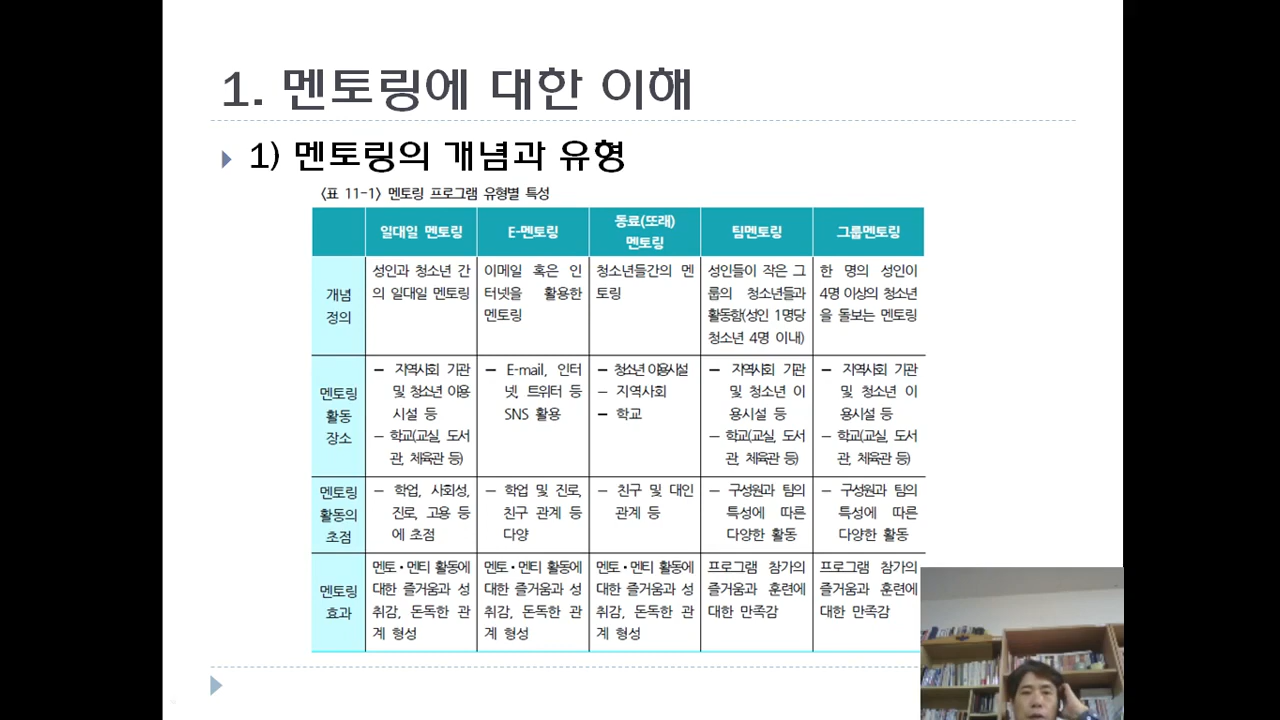 1. 멘토링에 대한 이해
1) 멘토링의 개념과 유형
〈표 11-1〉 멘토링 프로그램 유형별 특성
일대일 멘토링
E-멘토링
동료(또래)
멘토링
팀멘토링
그룹멘토링
개념
정의
성인과 청소년 간
의 일대일 멘토링
이메일 혹은 인
터넷을 활용한
멘토링
청소년들간의 멘
토링
성인들이 작은 그
룹의 청소년들과
활동함(성인 1명당
청소년 4명 이내)
한 명의 성인이
4명 이상의 청소년
을 돌보는 멘토링
멘토링
활동
장소
– 지역사회 기관
및 청소년 이용
시설 등
– 학교(교실, 도서
관, 체육관 등)
– E-mail, 인터
넷, 트위터 등
SNS 활용
– 청소년 이용시설
– 지역사회
– 학교
– 지역사회 기관
및 청소년 이
용시설 등
– 학교(교실, 도서
관, 체육관 등)
– 지역사회 기관
및 청소년 이
용시설 등
– 학교(교실, 도서
관, 체육관 등)
멘토링
활동의
초점
– 학업, 사회성,
진로, 고용 등
에 초점
– 학업 및 진로,
친구 관계 등
다양
– 친구 및 대인
관계 등
– 구성원과 팀의
특성에 따른
다양한 활동
– 구성원과 팀의
특성에 따른
다양한 활동
멘토링
효과
멘토·멘티 활동에
대한 즐거움과 성
취감, 돈독한 관
계 형성
멘토·멘티 활동에
대한 즐거움과 성
취감, 돈독한 관
계 형성
멘토·멘티 활동에
대한 즐거움과 성
취감, 돈독한 관
계 형성
프로그램 참가의
즐거움과 훈련에
대한 만족감
프로그램 참가의
즐거움과 훈련에
대한 만족감